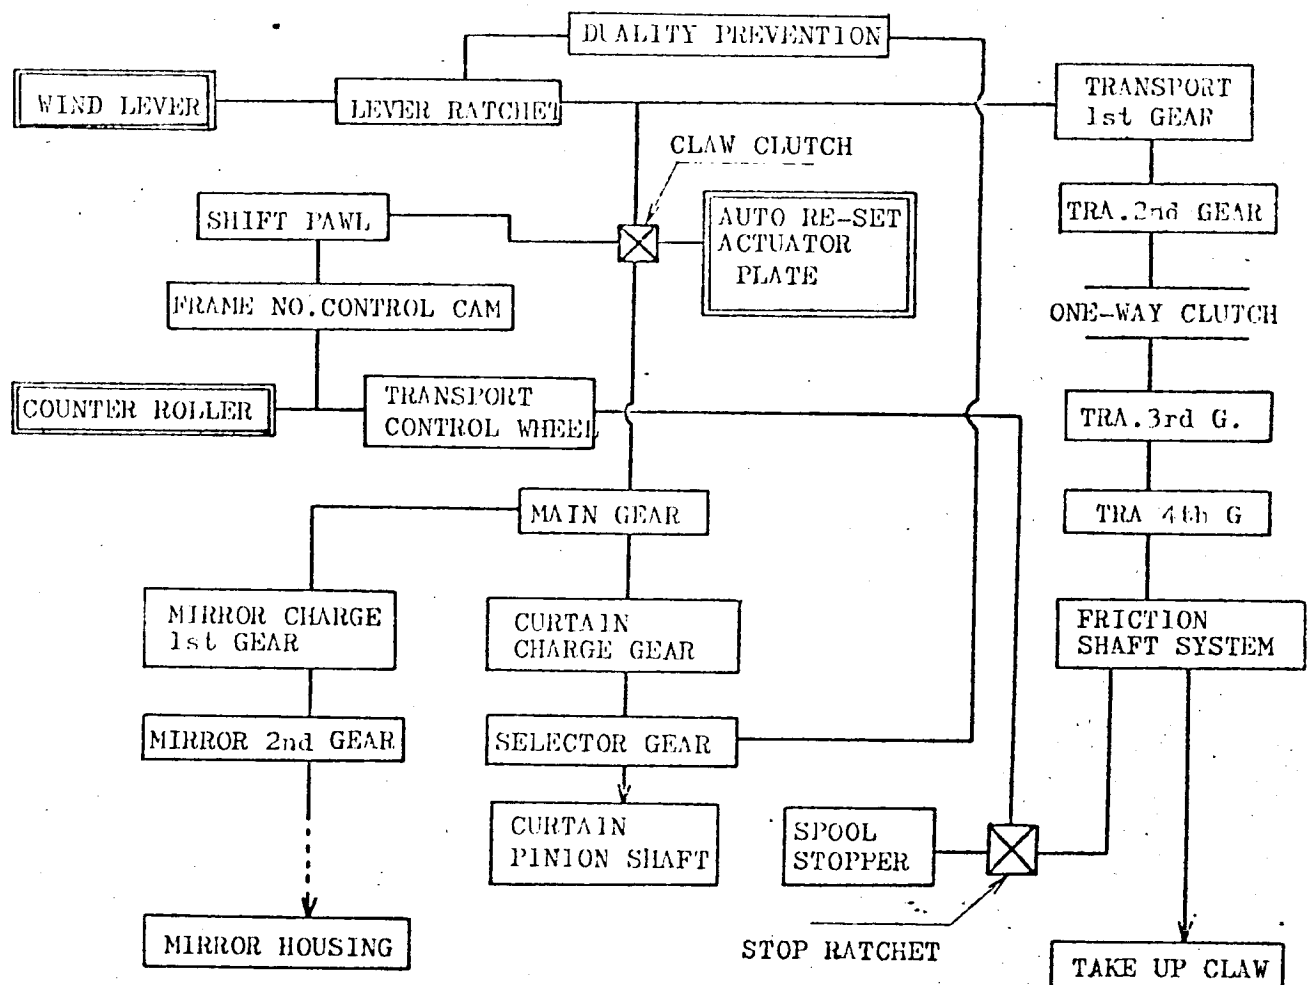 DUALITY PREVENTION
WIND LEVER
LEVER RATCHET
TRANSPORT
1st GEAR
CLAW CLUTCH
SHIFT PAWL
AUTO RE-SET
ACTUATOR
PLATE
TRA.2nd GEAR
FRAME NO.CONTROL CAM
ONE-WAY CLUTCH
COUNTER ROLLER
TRANSPORT
CONTROL WHEEL
TRA.3rd G.
MAIN GEAR
TRA 4th G
MIRROR CHARGE
1st GEAR
CURTAIN
CHARGE GEAR
FRICTION
SHAFT SYSTEM
MIRROR 2nd GEAR
SELECTOR GEAR
CURTAIN
PINION SHAFT
SPOOL
STOPPER
MIRROR HOUSING
STOP RATCHET
TAKE UP CLAW